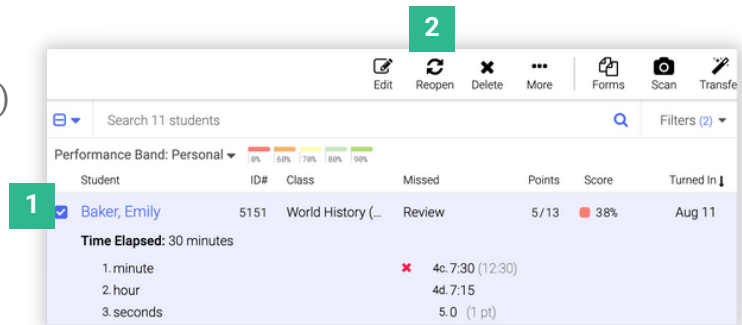 2
Edit Reopen Delete More Forms Scan Transfe
Search 11 students Filters (2)
Performance Band: Personal 0% 60% 70% 80% 90%
Student ID# Class Missed Points Score Turned In
1 Baker, Emily 5151 World History (... Review 5/13 38% Aug 11
Time Elapsed: 30 minutes
1. minute 4c. 7:30 (12:30)
2. hour 4d. 7:15
3. seconds 5. 0 (1 pt)
)